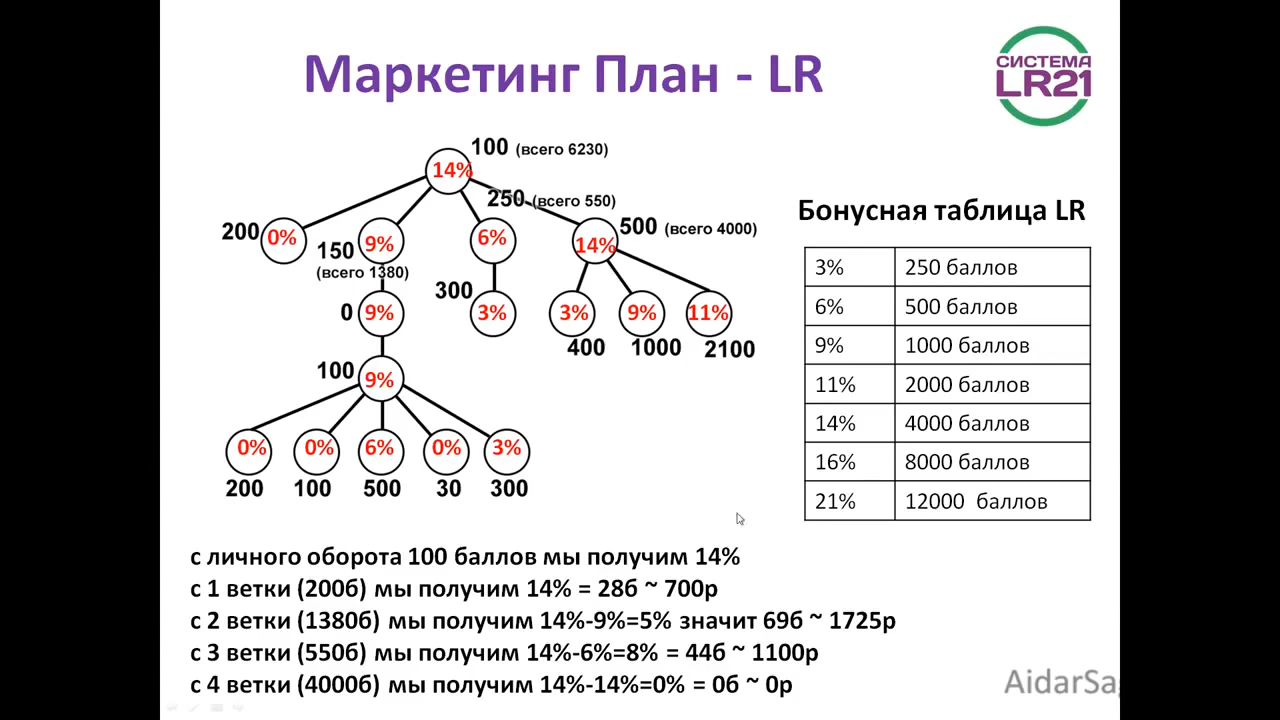 Маркетинг План - LR
СИСТЕМА
LR21
100 (всего 6230)
14%
250 (всего 550)
200
0%
150
9%
(всего 1380)
6%
500 (всего 4000)
14%
0
9%
300
3%
3%
9%
11%
400
1000
2100
100
9%
0%
0%
6%
0%
3%
200
100
500
30
300
Бонусная таблица LR
3% 250 баллов
6% 500 баллов
9% 1000 баллов
11% 2000 баллов
14% 4000 баллов
16% 8000 баллов
21% 12000 баллов
с личного оборота 100 баллов мы получим 14%
с 1 ветки (200б) мы получим 14% = 28б ~ 700р
с 2 ветки (1380б) мы получим 14%-9%=5% значит 69б ~ 1725р
с 3 ветки (550б) мы получим 14%-6%=8% = 44б ~ 1100р
с 4 ветки (4000б) мы получим 14%-14%=0% = 0б ~ 0р
AidarSa